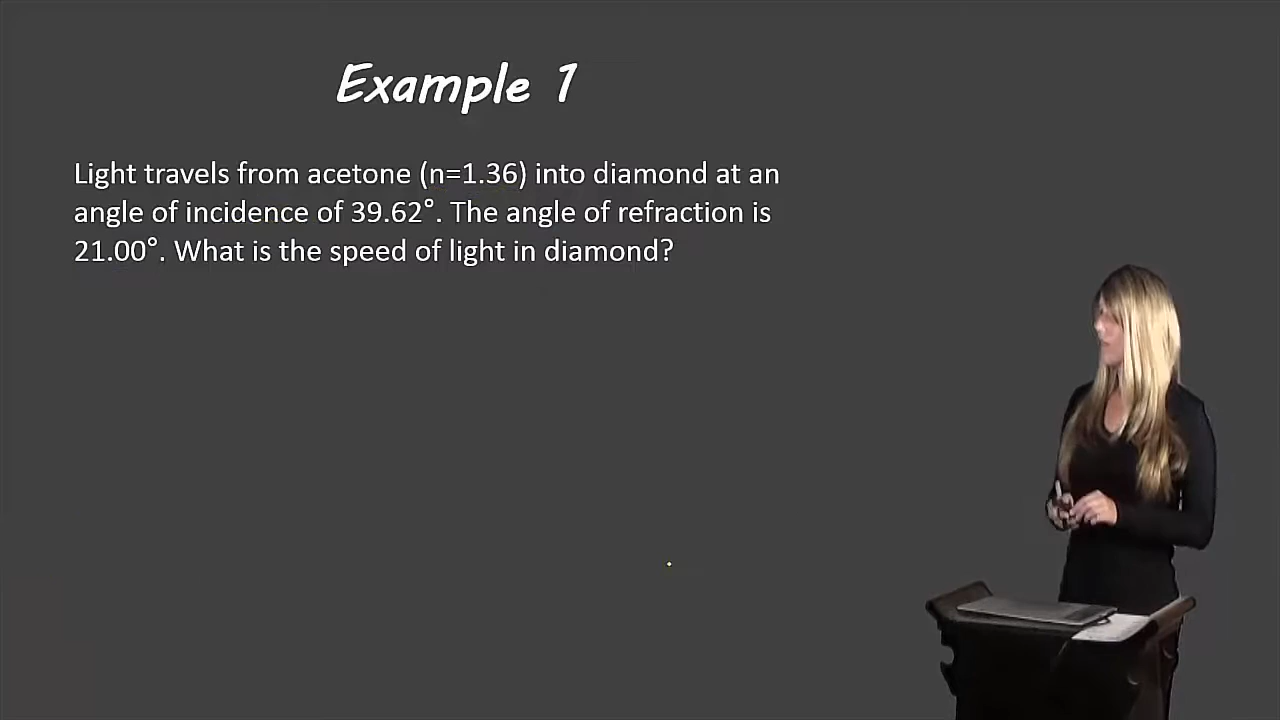 Example 1
Light travels from acetone (n=1.36) into diamond at an
angle of incidence of 39.62°. The angle of refraction is
21.00°. What is the speed of light in diamond?